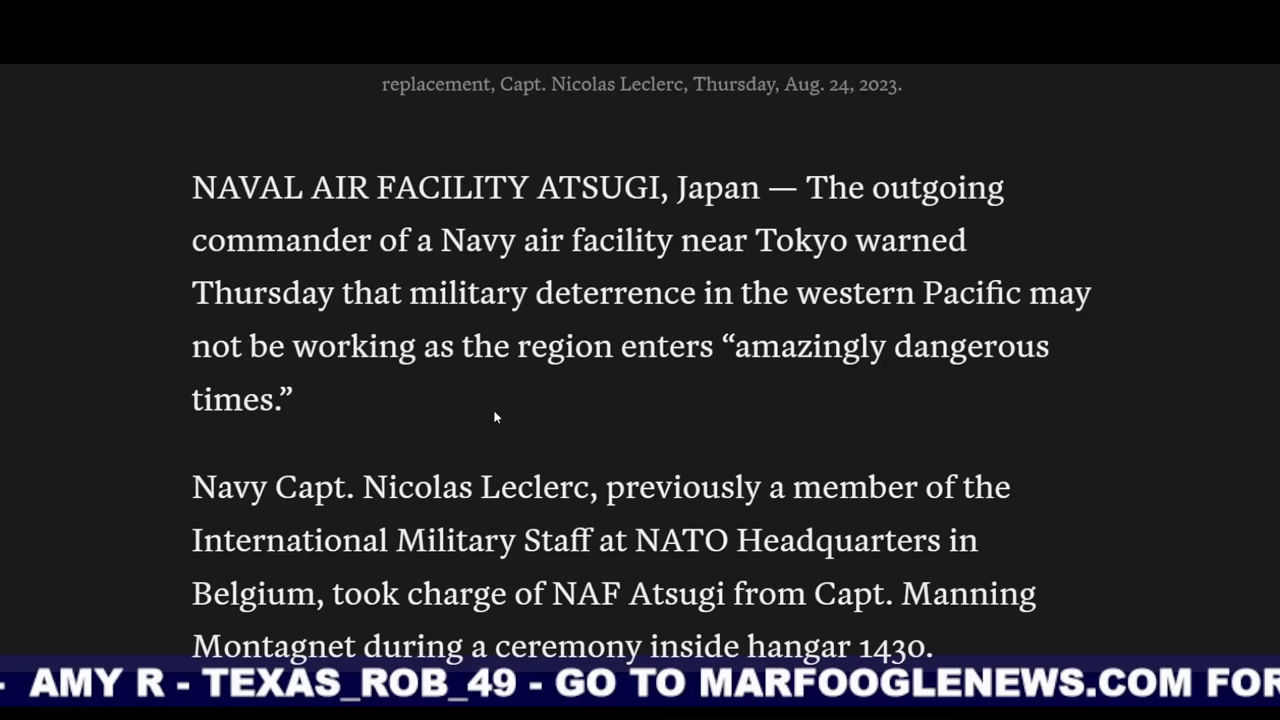 replacement, Capt. Nicolas Leclerc, Thursday, Aug. 24, 2023.
NAVAL AIR FACILITY ATSUGI, Japan — The outgoing
commander of a Navy air facility near Tokyo warned
Thursday that military deterrence in the western Pacific may
not be working as the region enters “amazingly dangerous
times.”
Navy Capt. Nicolas Leclerc, previously a member of the
International Military Staff at NATO Headquarters in
Belgium, took charge of NAF Atsugi from Capt. Manning
Montagnet during a ceremony inside hangar 1430.
- AMY R - TEXAS_ROB_49 - GO TO MARFOOGLENEWS.COM FOR